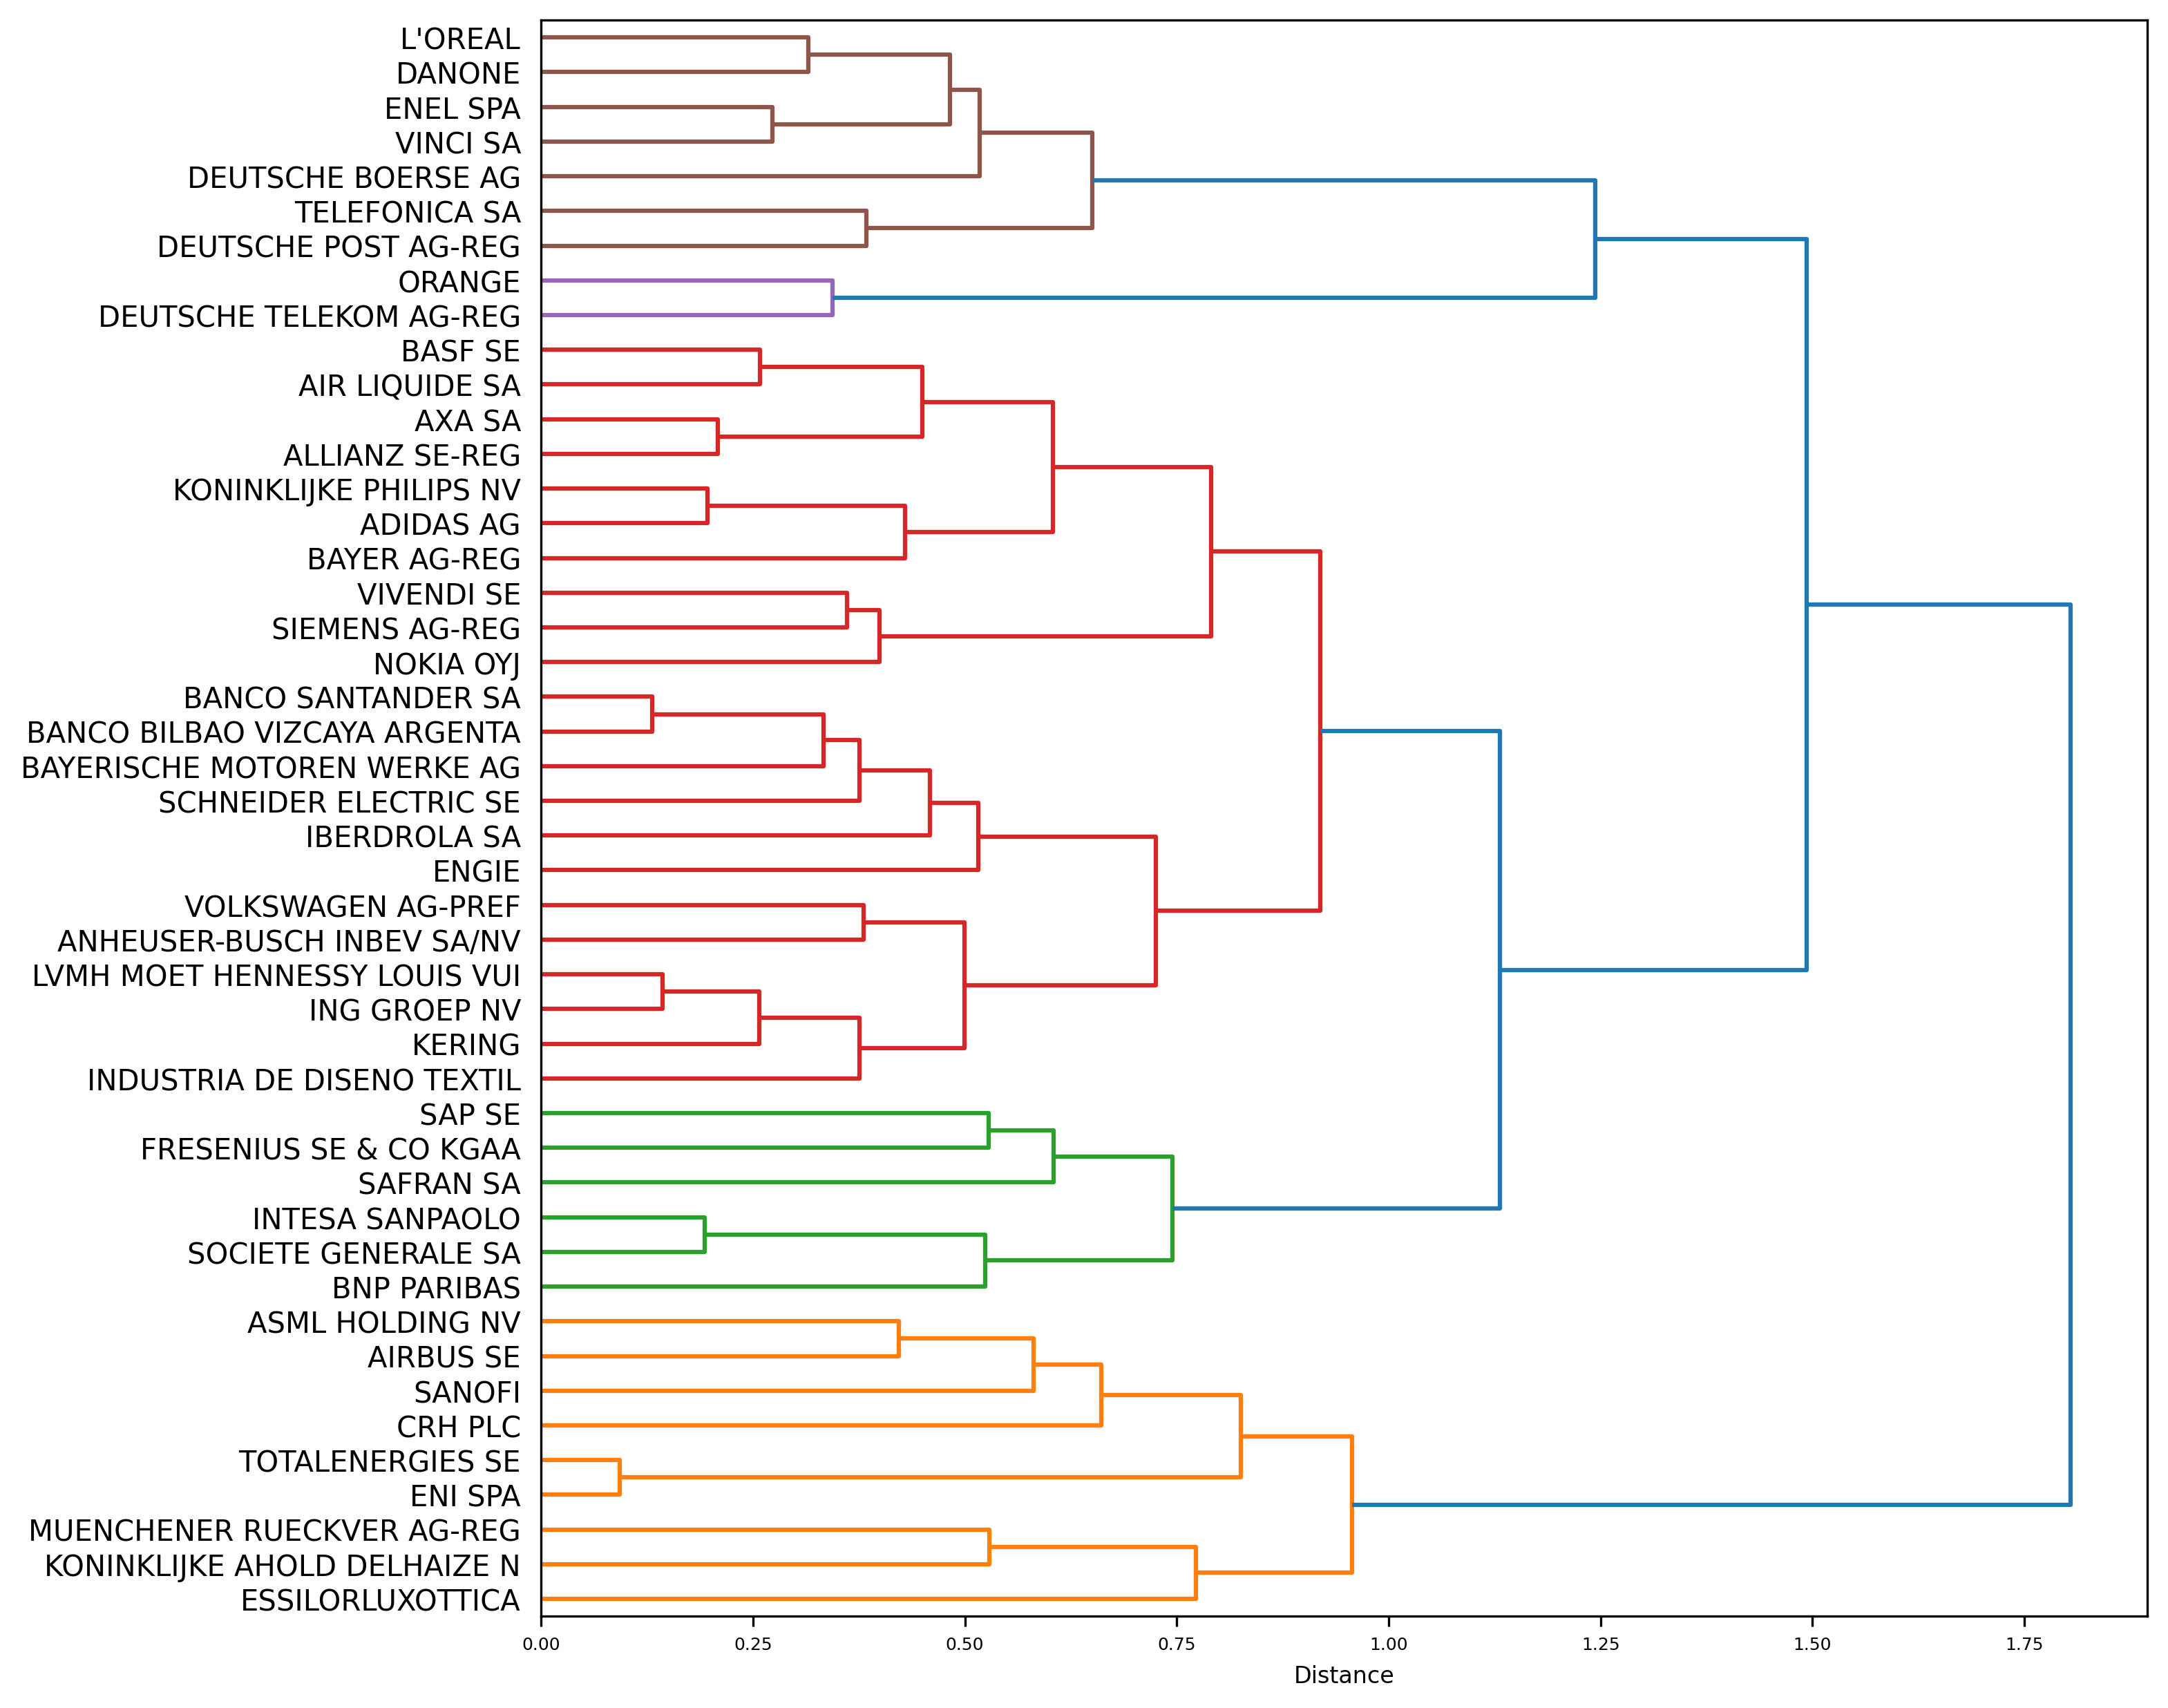 L'OREAL
DANONE
ENEL SPA
VINCI SA
DEUTSCHE BOERSE AG
TELEFONICA SA
DEUTSCHE POST AG-REG
ORANGE
DEUTSCHE TELEKOM AG-REG
BASF SE
AIR LIQUIDE SA
AXA SA
ALLIANZ SE-REG
KONINKLIJKE PHILIPS NV
ADIDAS AG
BAYER AG-REG
VIVENDI SE
SIEMENS AG-REG
NOKIA OYJ
BANCO SANTANDER SA
BANCO BILBAO VIZCAYA ARGENTA
BAYERISCHE MOTOREN WERKE AG
SCHNEIDER ELECTRIC SE
IBERDROLA SA
ENGIE
VOLKSWAGEN AG-PREF
ANHEUSER-BUSCH INBEV SA/NV
LVMH MOET HENNESSY LOUIS VUI
ING GROEP NV
KERING
INDUSTRIA DE DISENO TEXTIL
SAP SE
FRESENIUS SE & CO KGAA
SAFRAN SA
INTESA SANPAOLO
SOCIETE GENERALE SA
BNP PARIBAS
ASML HOLDING NV
AIRBUS SE
SANOFI
CRH PLC
TOTALENERGIES SE
ENI SPA
MUENCHENER RUECKVER AG-REG
KONINKLIJKE AHOLD DELHAIZE N
ESSILORLUXOTTICA
0.00 0.25 0.50 0.75 1.00 1.25 1.50 1.75
Distance